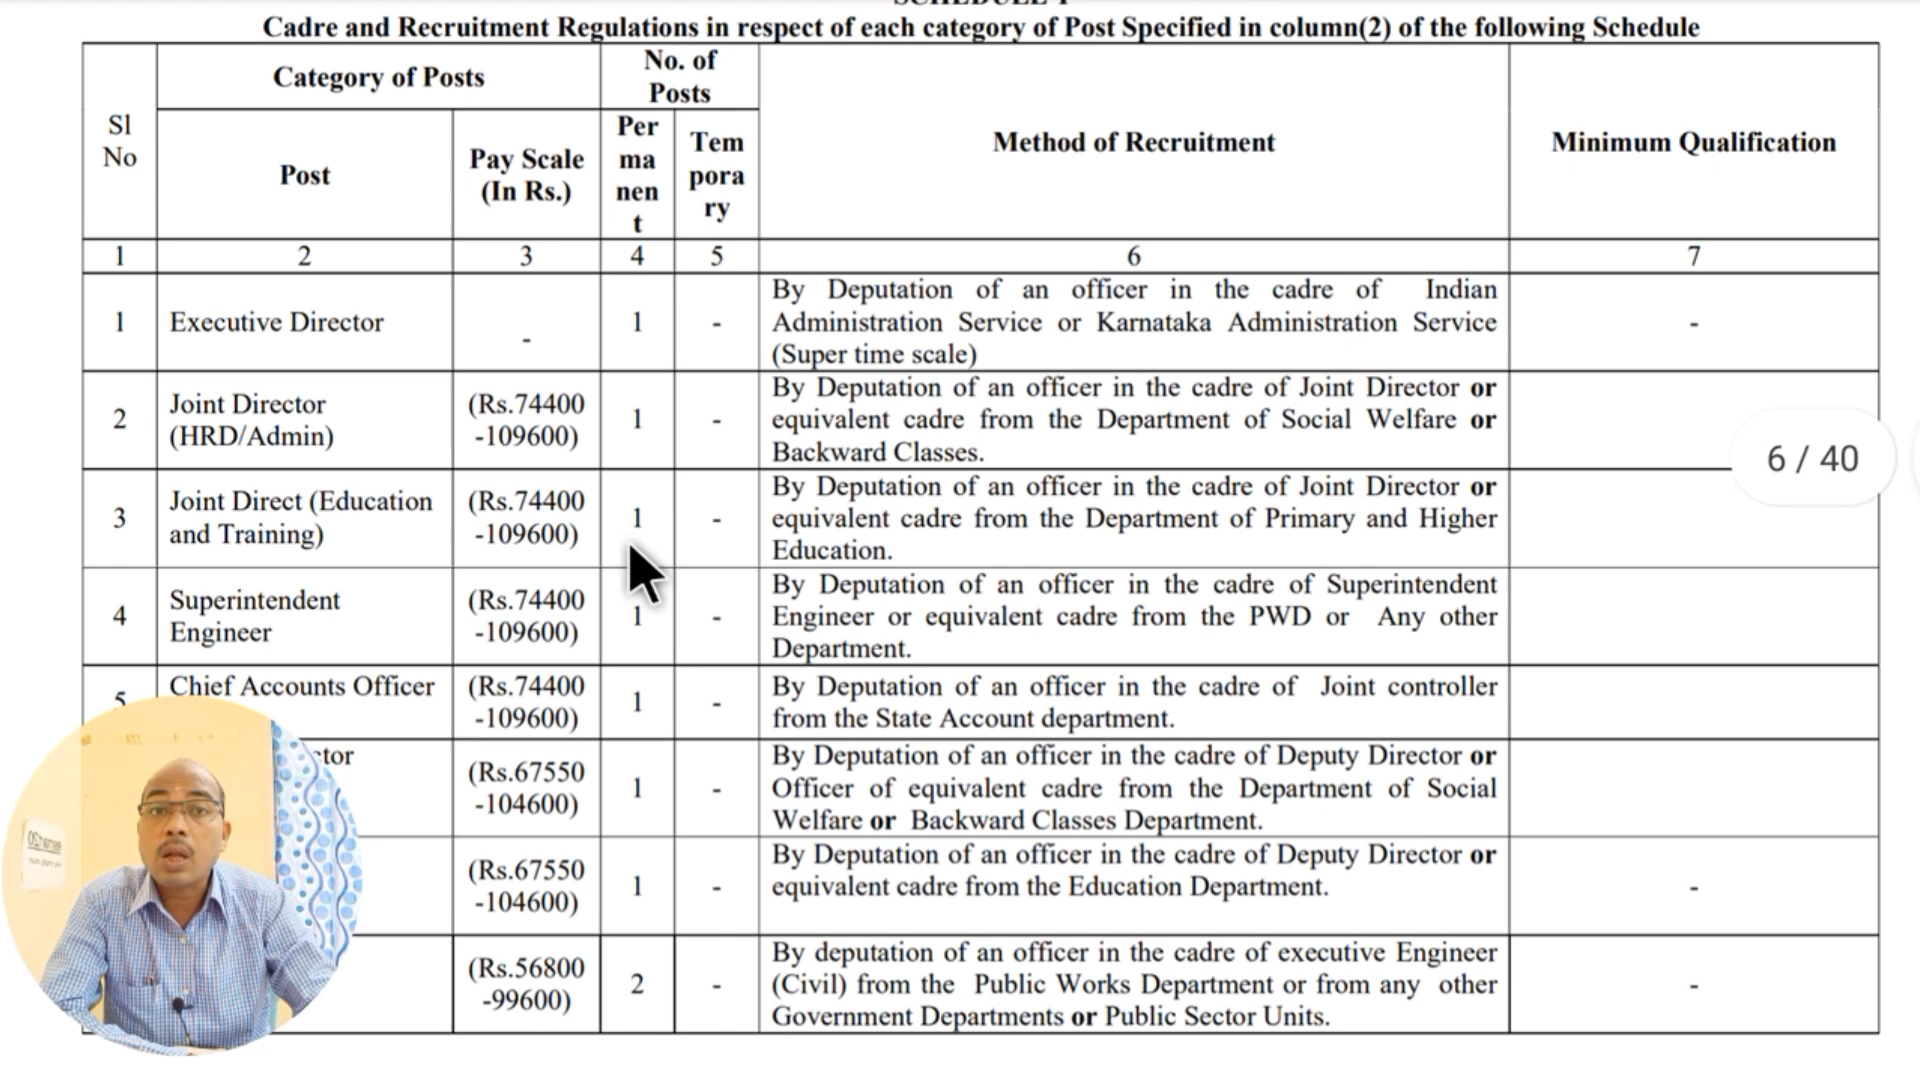 Cadre and Recruitment Regulations in respect of each category of Post Specified in column(2) of the following Schedule
Sl
No
Category of Posts
No. of
Posts
Method of Recruitment
Minimum Qualification
Post
Pay Scale
(In Rs.)
Per
ma
nen
t
Tem
pora
ry
1 2 3 4 5 6 7
1 Executive Director - 1 -
By Deputation of an officer in the cadre of Indian
Administration Service or Karnataka Administration Service
(Super time scale)
-
2
Joint Director
(HRD/Admin)
(Rs.74400
-109600)
1 -
By Deputation of an officer in the cadre of Joint Director or
equivalent cadre from the Department of Social Welfare or
Backward Classes.
6 / 40
3
Joint Direct (Education
and Training)
(Rs.74400
-109600)
1 -
By Deputation of an officer in the cadre of Joint Director or
equivalent cadre from the Department of Primary and Higher
Education.
4
Superintendent
Engineer
(Rs.74400
-109600)
1 -
By Deputation of an officer in the cadre of Superintendent
Engineer or equivalent cadre from the PWD or Any other
Department.
5
Chief Accounts Officer
(Rs.74400
-109600)
1 -
By Deputation of an officer in the cadre of Joint controller
from the State Account department.
(Rs.67550
-104600)
1 -
By Deputation of an officer in the cadre of Deputy Director or
Officer of equivalent cadre from the Department of Social
Welfare or Backward Classes Department.
(Rs.67550
-104600)
1 -
By Deputation of an officer in the cadre of Deputy Director or
equivalent cadre from the Education Department.
-
(Rs.56800
-99600)
2 -
By deputation of an officer in the cadre of executive Engineer
(Civil) from the Public Works Department or from any other
Government Departments or Public Sector Units.
-